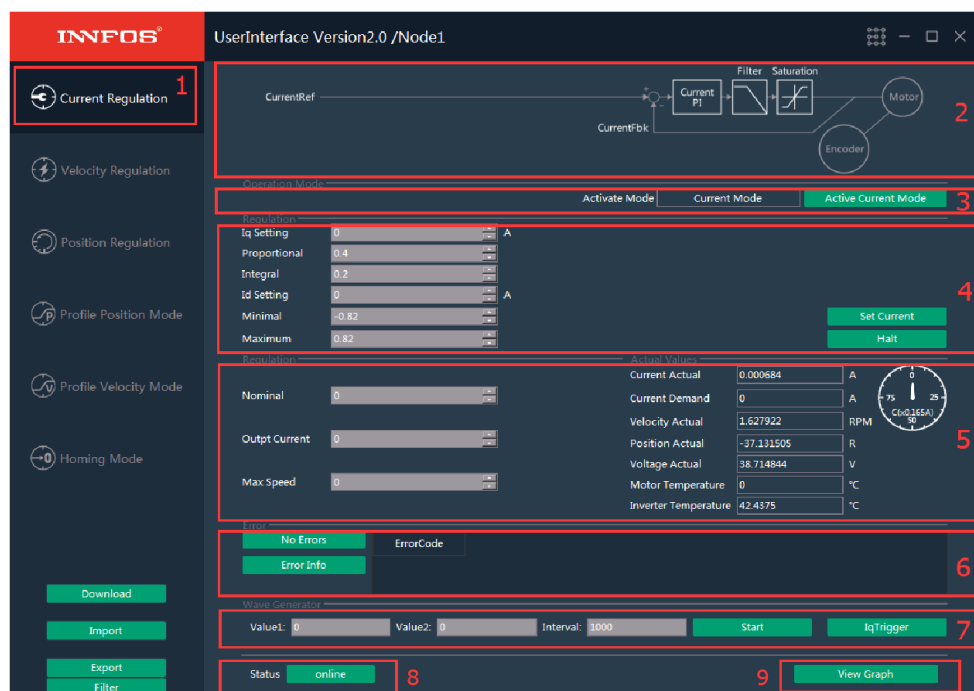 INNFOS®
UserInterface Version2.0 /Node1
Current Regulation 1
Velocity Regulation
Position Regulation
Profile Position Mode
Profile Velocity Mode
Homing Mode
Download
Import
Export
Filter
Filter Saturation
CurrentRef
+
-
Current
PI
Motor
CurrentFbk
Encoder
2
Operation Mode
Activate Mode Current Mode Active Current Mode 3
Regulation
Iq Setting 0 A
Proportional 0.4
Integral 0.2
Id Setting 0 A
Minimal -0.82 Set Current
Maximum 0.82 Halt
4
Regulation Actual Values
Nominal 0
Outpt Current 0
Max Speed 0
Current Actual 0.000684 A
Current Demand 0 A
Velocity Actual 1.627922 RPM
Position Actual -37.131505 R
Voltage Actual 38.714844 V
Motor Temperature 0 °C
Inverter Temperature 42.4375 °C
0
75 25
C(x0.165A)
50
5
Error
No Errors ErrorCode
Error Info
6
Wave Generator
Value1: 0 Value2: 0 Interval: 1000 Start IqTrigger 7
Status online 8 9 View Graph